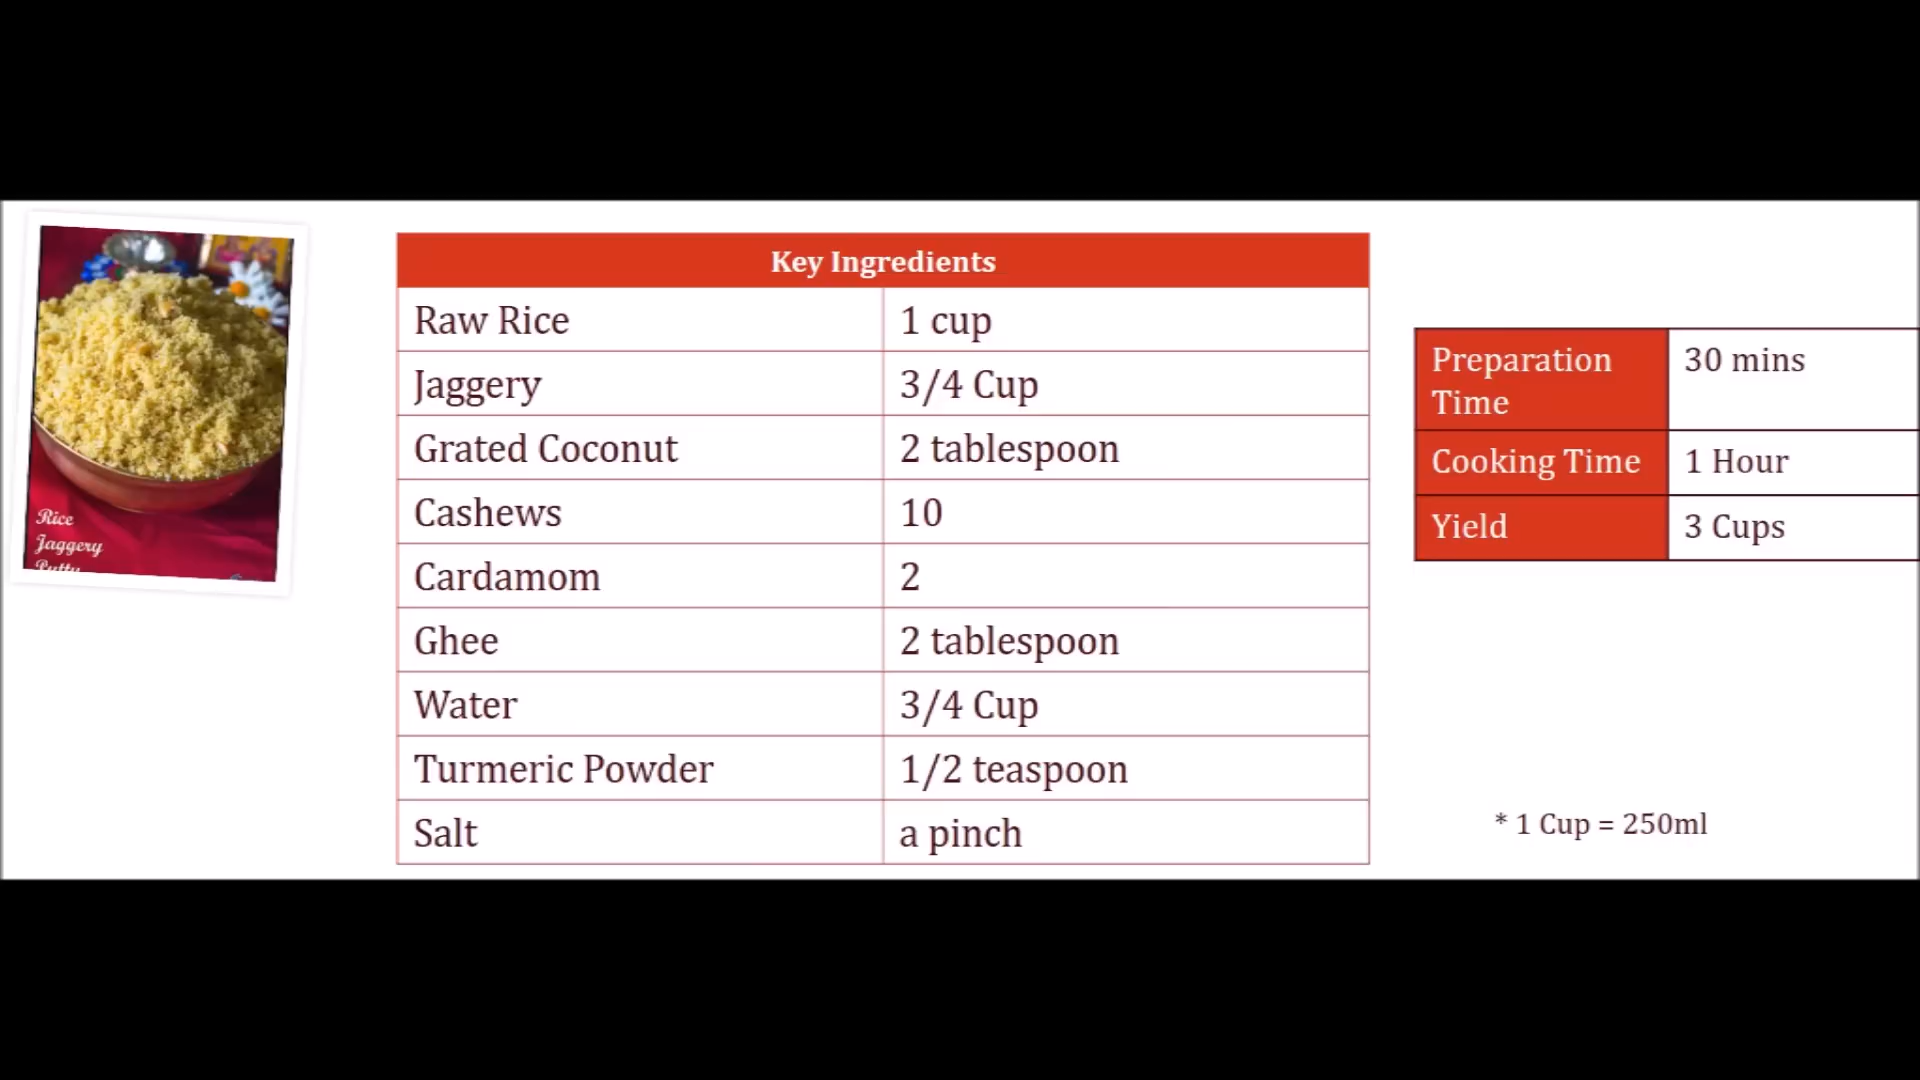 Rice
Jaggery
Putty
Key Ingredients
Raw Rice 1 cup
Jaggery 3/4 Cup
Grated Coconut 2 tablespoon
Cashews 10
Cardamom 2
Ghee 2 tablespoon
Water 3/4 Cup
Turmeric Powder 1/2 teaspoon
Salt a pinch
Preparation 30 mins
Time
Cooking Time 1 Hour
Yield 3 Cups
* 1 Cup = 250ml